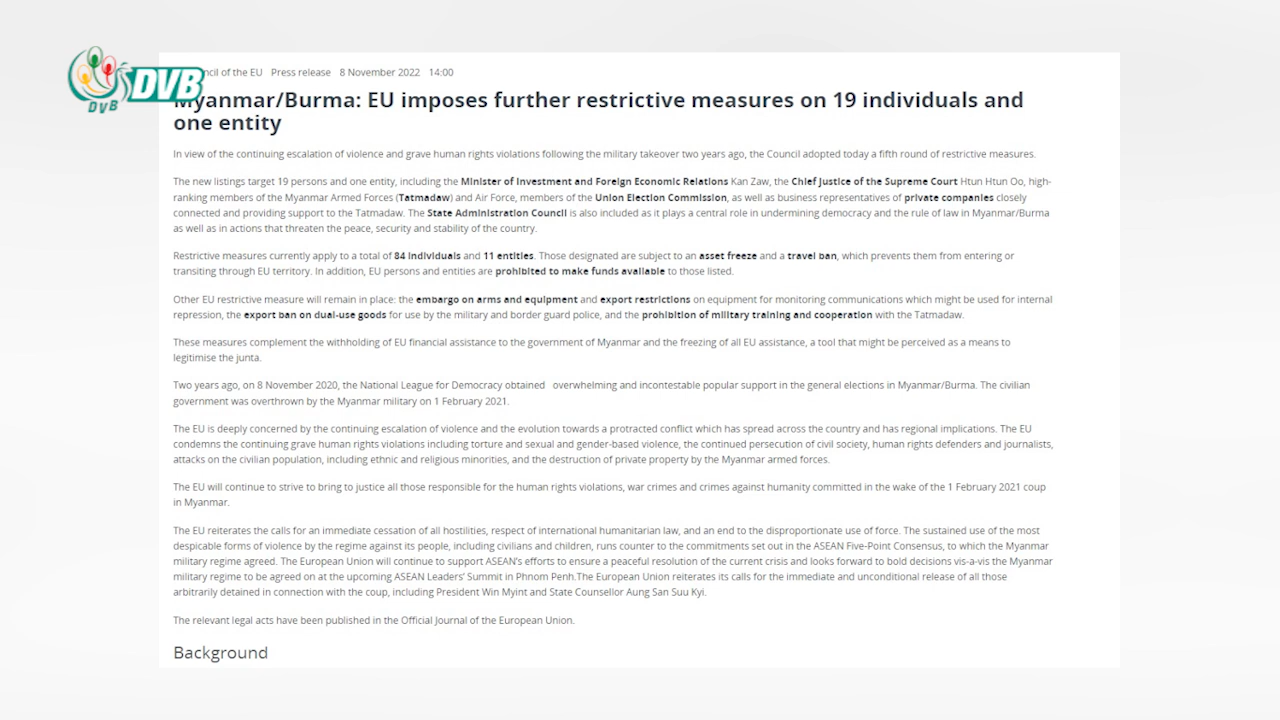 DVB
DVB
ncil of the EU Press release 8 November 2022 14:00
Myanmar/Burma: EU imposes further restrictive measures on 19 individuals and
one entity
In view of the continuing escalation of violence and grave human rights violations following the military takeover two years ago, the Council adopted today a fifth round of restrictive measures.
The new listings target 19 persons and one entity, including the Minister of Investment and Foreign Economic Relations Kan Zaw, the Chief Justice of the Supreme Court Htun Htun Oo, high-
ranking members of the Myanmar Armed Forces (Tatmadaw) and Air Force, members of the Union Election Commission, as well as business representatives of private companies closely
connected and providing support to the Tatmadaw. The State Administration Council is also included as it plays a central role in undermining democracy and the rule of law in Myanmar/Burma
as well as in actions that threaten the peace, security and stability of the country.
Restrictive measures currently apply to a total of 84 individuals and 11 entities. Those designated are subject to an asset freeze and a travel ban, which prevents them from entering or
transiting through EU territory. In addition, EU persons and entities are prohibited to make funds available to those listed.
Other EU restrictive measure will remain in place: the embargo on arms and equipment and export restrictions on equipment for monitoring communications which might be used for internal
repression, the export ban on dual-use goods for use by the military and border guard police, and the prohibition of military training and cooperation with the Tatmadaw.
These measures complement the withholding of EU financial assistance to the government of Myanmar and the freezing of all EU assistance, a tool that might be perceived as a means to
legitimise the junta.
Two years ago, on 8 November 2020, the National League for Democracy obtained overwhelming and incontestable popular support in the general elections in Myanmar/Burma. The civilian
government was overthrown by the Myanmar military on 1 February 2021.
The EU is deeply concerned by the continuing escalation of violence and the evolution towards a protracted conflict which has spread across the country and has regional implications. The EU
condemns the continuing grave human rights violations including torture and sexual and gender-based violence, the continued persecution of civil society, human rights defenders and journalists,
attacks on the civilian population, including ethnic and religious minorities, and the destruction of private property by the Myanmar armed forces.
The EU will continue to strive to bring to justice all those responsible for the human rights violations, war crimes and crimes against humanity committed in the wake of the 1 February 2021 coup
in Myanmar.
The EU reiterates the calls for an immediate cessation of all hostilities, respect of international humanitarian law, and an end to the disproportionate use of force. The sustained use of the most
despicable forms of violence by the regime against its people, including civilians and children, runs counter to the commitments set out in the ASEAN Five-Point Consensus, to which the Myanmar
military regime agreed. The European Union will continue to support ASEAN's efforts to ensure a peaceful resolution of the current crisis and looks forward to bold decisions vis-a-vis the Myanmar
military regime to be agreed on at the upcoming ASEAN Leaders' Summit in Phnom Penh.The European Union reiterates its calls for the immediate and unconditional release of all those
arbitrarily detained in connection with the coup, including President Win Myint and State Counsellor Aung San Suu Kyi.
The relevant legal acts have been published in the Official Journal of the European Union.
Background